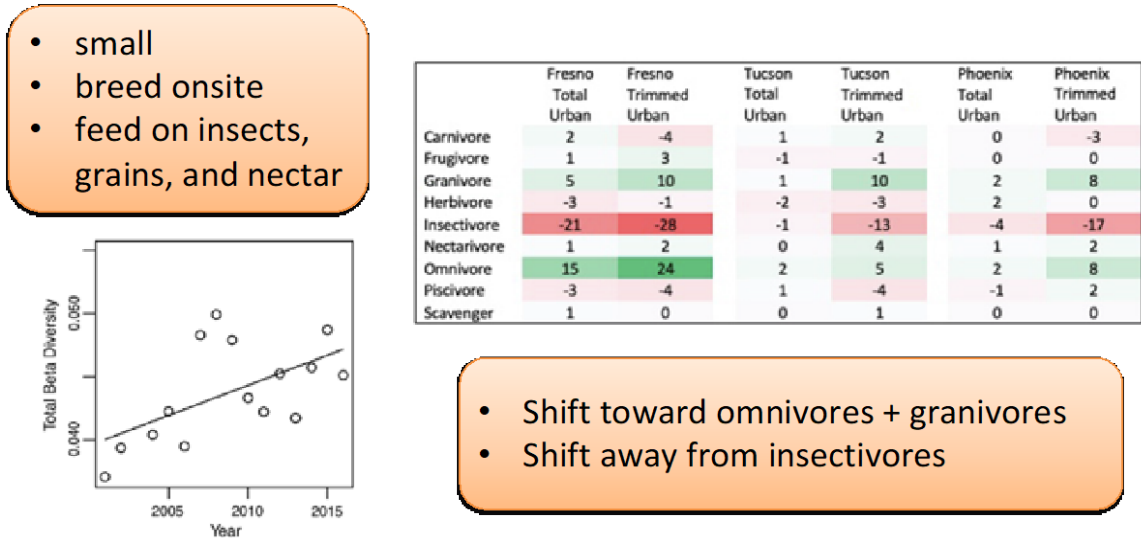 • small
• breed onsite
• feed on insects,
grains, and nectar
Fresno Fresno Tucson Tucson Phoenix Phoenix
Total Trimmed Total Trimmed Total Trimmed
Urban Urban Urban Urban Urban Urban
Carnivore 2 -4 1 2 0 -3
Frugivore 1 3 -1 -1 0 0
Granivore 5 10 1 10 2 8
Herbivore -3 -1 -2 -3 2 0
Insectivore -21 -28 -1 -13 -4 -17
Nectarivore 1 2 0 4 1 2
Omnivore 15 24 2 5 2 8
Piscivore -3 -4 1 -4 -1 2
Scavenger 1 0 0 1 0 0
Total Beta Diversity
0.050
0.040
2005 2010 2015
Year
• Shift toward omnivores + granivores
• Shift away from insectivores